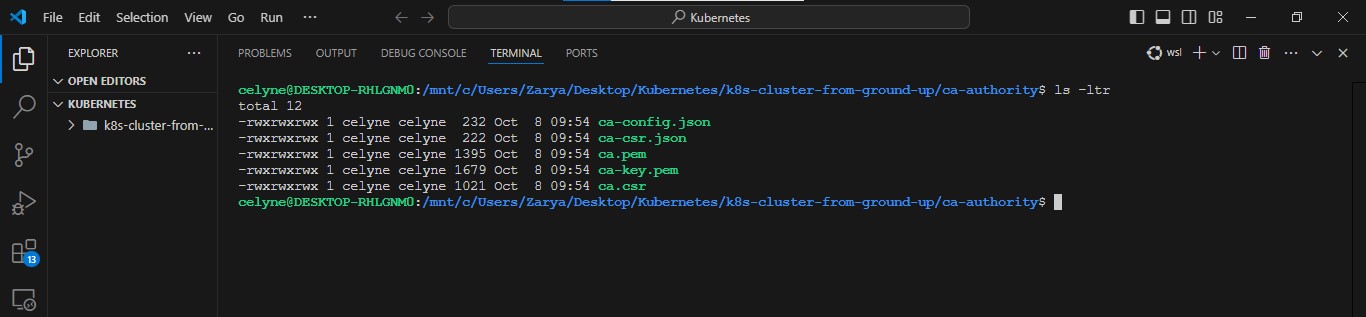 File Edit Selection View Go Run ··· Kubernetes
EXPLORER ···
OPEN EDITORS
KUBERNETES
k8s-cluster-from-...
13
PROBLEMS OUTPUT DEBUG CONSOLE TERMINAL PORTS wsl ···
celyne@DESKTOP-RHLGNM0:/mnt/c/Users/Zarya/Desktop/Kubernetes/k8s-cluster-from-ground-up/ca-authority$ ls -ltr
total 12
-rwxrwxrwx 1 celyne celyne  232 Oct  8 09:54 ca-config.json
-rwxrwxrwx 1 celyne celyne  222 Oct  8 09:54 ca-csr.json
-rwxrwxrwx 1 celyne celyne 1395 Oct  8 09:54 ca.pem
-rwxrwxrwx 1 celyne celyne 1679 Oct  8 09:54 ca-key.pem
-rwxrwxrwx 1 celyne celyne 1021 Oct  8 09:54 ca.csr
celyne@DESKTOP-RHLGNM0:/mnt/c/Users/Zarya/Desktop/Kubernetes/k8s-cluster-from-ground-up/ca-authority$